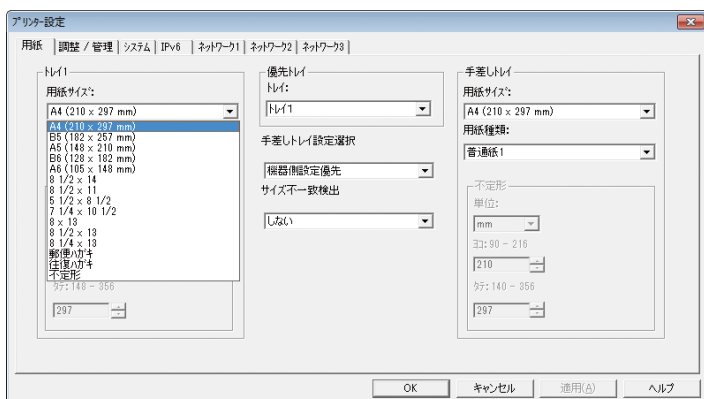 プリンター設定
用紙 調整 / 管理 システム IPv6 ネットワーク1 ネットワーク2 ネットワーク3
トレイ1
用紙サイズ:
A4 (210 x 297 mm)
A4 (210 x 297 mm)
B5 (182 x 257 mm)
A5 (148 x 210 mm)
B6 (128 x 182 mm)
A6 (105 x 148 mm)
8 1/2 x 14
8 1/2 x 11
5 1/2 x 8 1/2
7 1/4 x 10 1/2
8 x 13
8 1/2 x 13
8 1/4 x 13
郵便ハガキ
往復ハガキ
不定形
タテ: 148 - 356
297
優先トレイ
トレイ:
トレイ1
手差しトレイ設定選択
機器側設定優先
サイズ不一致検出
しない
手差しトレイ
用紙サイズ:
A4 (210 x 297 mm)
用紙種類:
普通紙1
不定形
単位:
mm
ヨコ: 90 - 216
210
タテ: 140 - 356
297
OK キャンセル 適用(A) ヘルプ